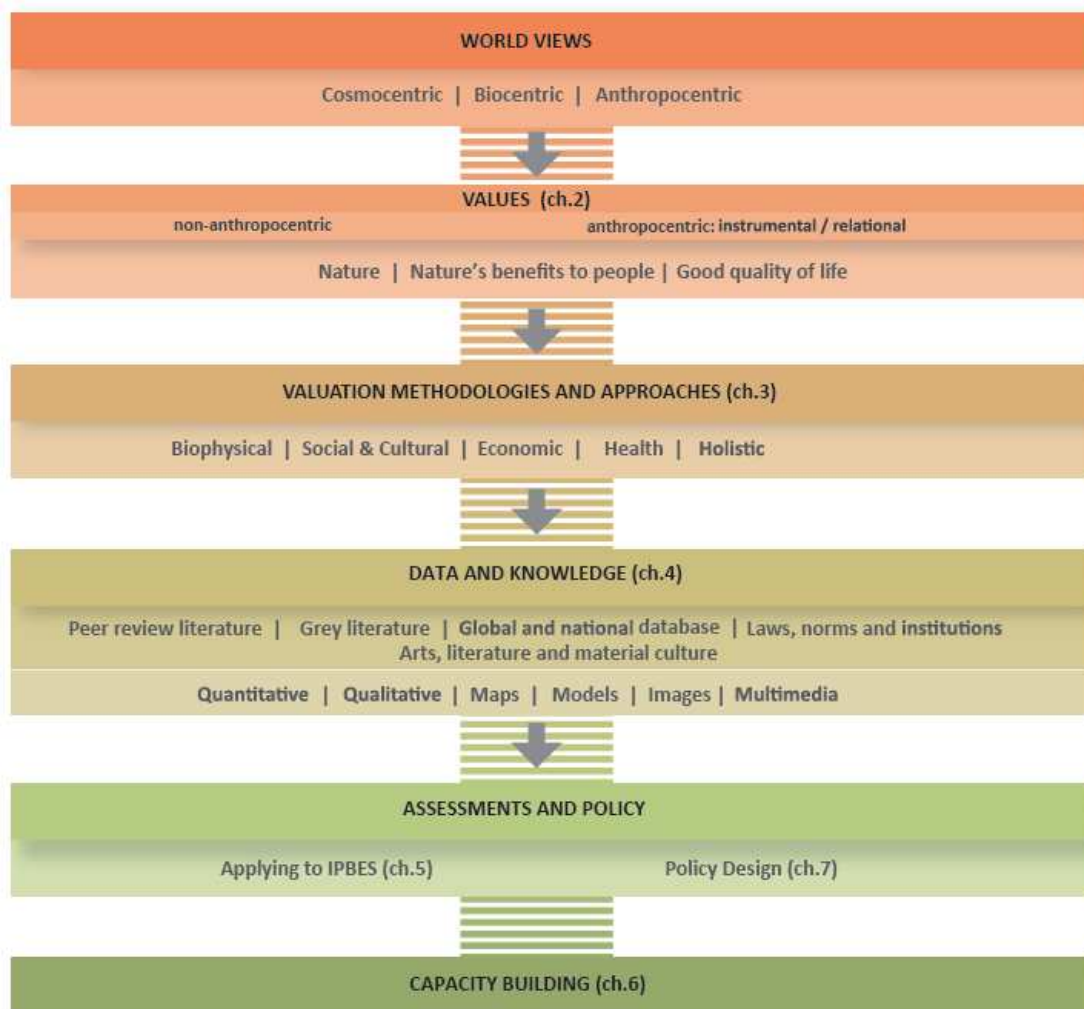 WORLD VIEWS
Cosmocentric | Biocentric | Anthropocentric
VALUES (ch.2)
non-anthropocentric anthropocentric: instrumental / relational
Nature | Nature's benefits to people | Good quality of life
VALUATION METHODOLOGIES AND APPROACHES (ch.3)
Biophysical | Social & Cultural | Economic | Health | Holistic
DATA AND KNOWLEDGE (ch.4)
Peer review literature | Grey literature | Global and national database | Laws, norms and institutions
Arts, literature and material culture
Quantitative | Qualitative | Maps | Models | Images | Multimedia
ASSESSMENTS AND POLICY
Applying to IPBES (ch.5) Policy Design (ch.7)
CAPACITY BUILDING (ch.6)